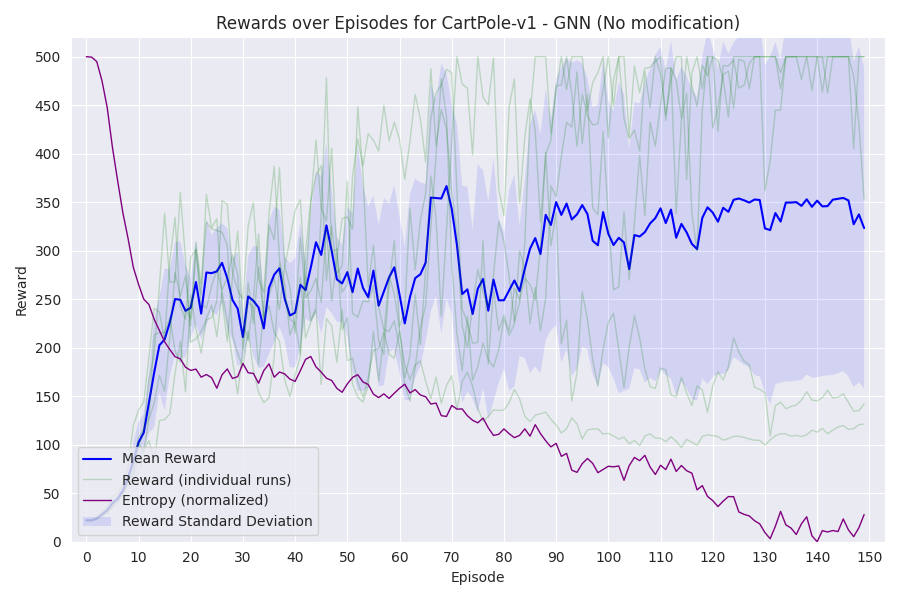 Rewards over Episodes for CartPole-v1 - GNN (No modification)
500
450
400
350
300
250
200
150
100
50
0
Reward
Mean Reward
Reward (individual runs)
Entropy (normalized)
Reward Standard Deviation
0 10 20 30 40 50 60 70 80 90 100 110 120 130 140 150
Episode